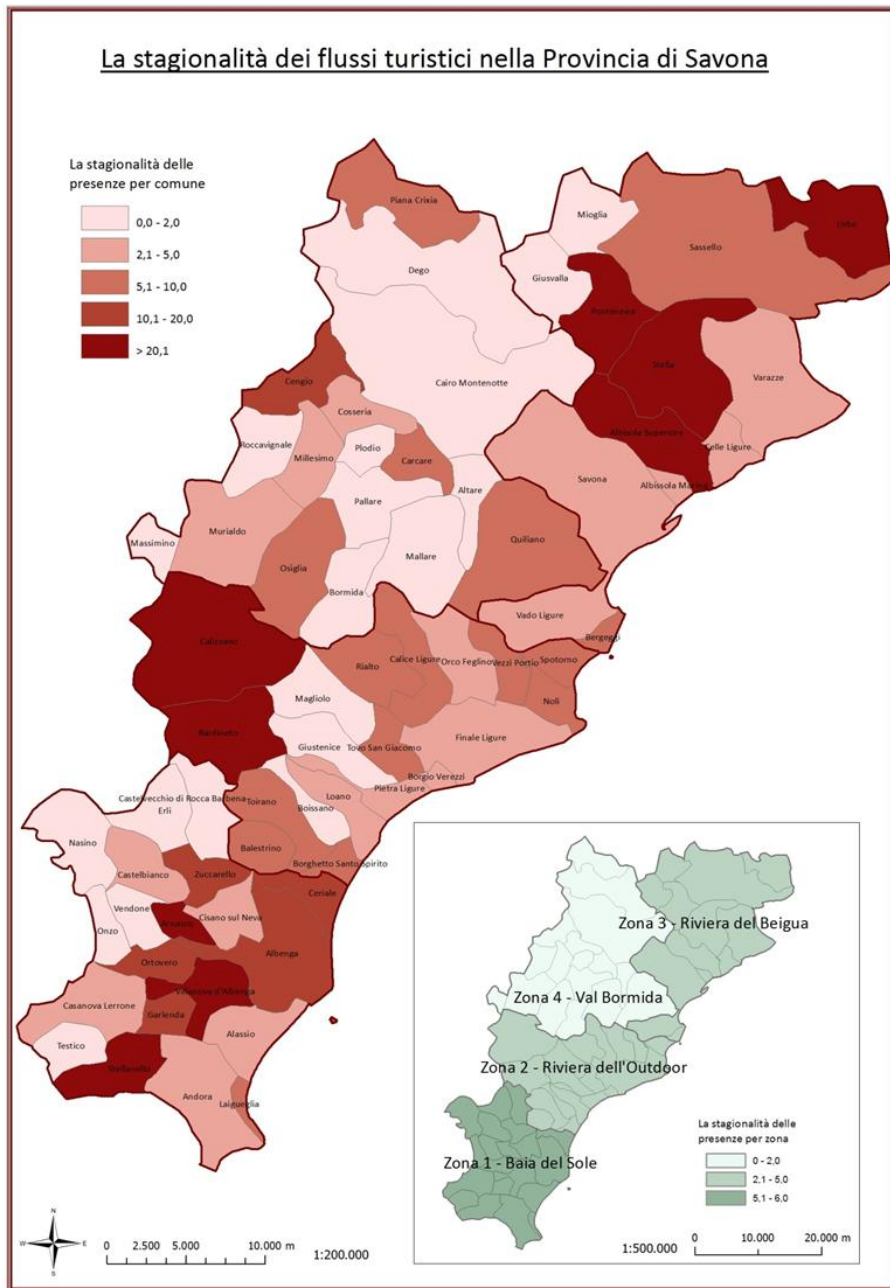 La stagionalità dei flussi turistici nella Provincia di Savona
La stagionalità delle
presenze per comune
0,0 - 2,0
2,1 - 5,0
5,1 - 10,0
10,1 - 20,0
> 20,1
Piana Crixia
Mioglia
Urbe
Sassello
Dego
Giusvalla
Pontinvrea
Stella
Varazze
Cengio
Cairo Montenotte
Cosseria
Albisola Superiore
Celle Ligure
Roccavignale
Millesimo
Plodio
Carcare
Savona
Albissola Marina
Altare
Pallare
Murialdo
Massimino
Quiliano
Osiglia
Mallare
Bormida
Vado Ligure
Bergeggi
Calizzano
Calice Ligure
Orco Feglino
Vezzi Portio
Spotorno
Rialto
Magliolo
Noli
Bardineto
Giustenice
Tovo San Giacomo
Finale Ligure
Borgio Verezzi
Pietra Ligure
Loano
Castelvecchio di Rocca Barbena
Erli
Toirano
Boissano
Nasino
Balestrino
Borghetto Santo Spirito
Castelbianco
Zuccarello
Ceriale
Vendone
Arnasco
Cisano sul Neva
Onzo
Albenga
Ortovero
Villanova d'Albenga
Casanova Lerrone
Garlenda
Alassio
Testico
Stellanello
Andora
Laigueglia
Zona 3 - Riviera del Beigua
Zona 4 - Val Bormida
Zona 2 - Riviera dell'Outdoor
Zona 1 - Baia del Sole
La stagionalità delle
presenze per zona
0 - 2,0
2,1 - 5,0
5,1 - 6,0
N
W E
S
0 2.500 5.000 10.000 m
1:200.000
1:500.000
0 10.000 20.000 m